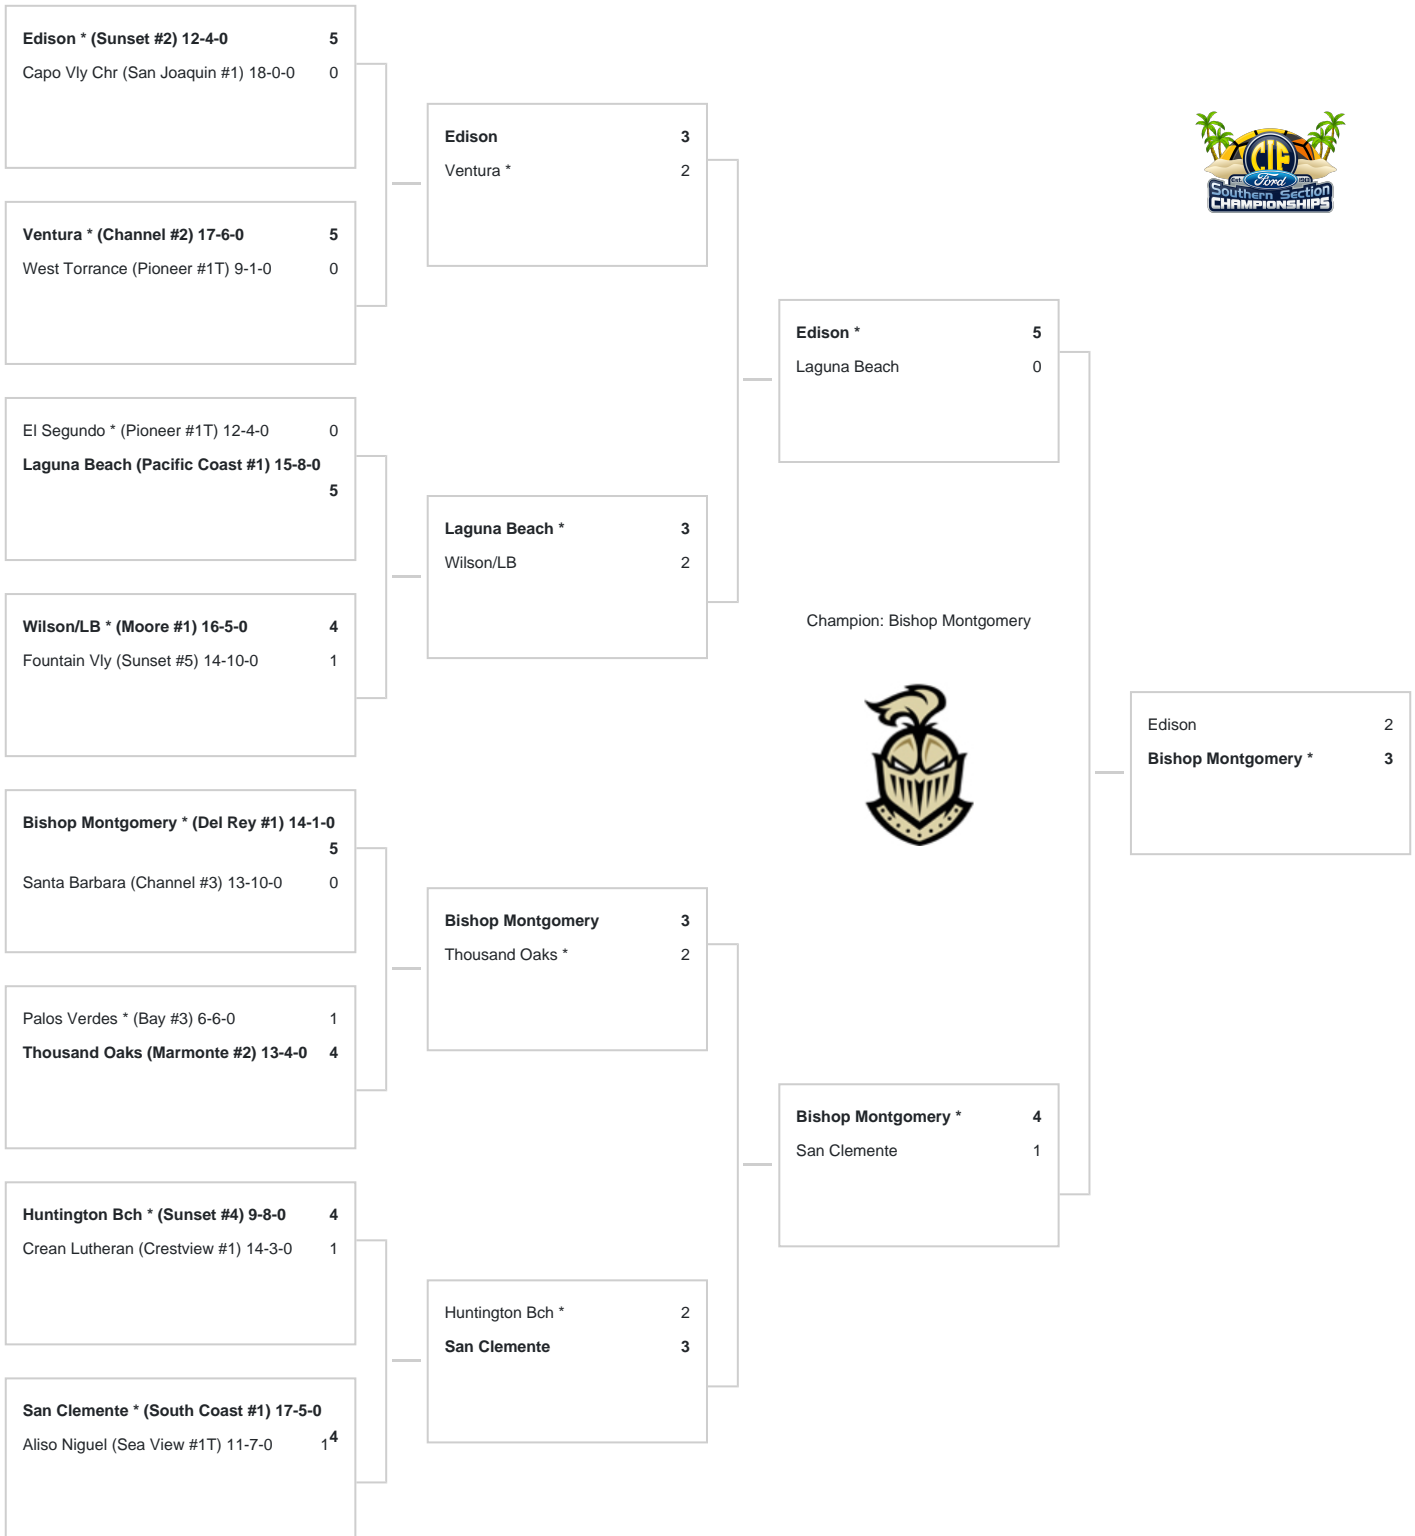 Edison * (Sunset #2) 12-4-0 5
Capo Vly Chr (San Joaquin #1) 18-0-0 0
Ventura * (Channel #2) 17-6-0 5
West Torrance (Pioneer #1T) 9-1-0 0
El Segundo * (Pioneer #1T) 12-4-0 0
Laguna Beach (Pacific Coast #1) 15-8-0
5
Wilson/LB * (Moore #1) 16-5-0 4
Fountain Vly (Sunset #5) 14-10-0 1
Bishop Montgomery * (Del Rey #1) 14-1-0
5
Santa Barbara (Channel #3) 13-10-0 0
Palos Verdes * (Bay #3) 6-6-0 1
Thousand Oaks (Marmonte #2) 13-4-0 4
Huntington Bch * (Sunset #4) 9-8-0 4
Crean Lutheran (Crestview #1) 14-3-0 1
San Clemente * (South Coast #1) 17-5-0
4
Aliso Niguel (Sea View #1T) 11-7-0 1
Edison 3
Ventura * 2
Laguna Beach * 3
Wilson/LB 2
Bishop Montgomery 3
Thousand Oaks * 2
Huntington Bch * 2
San Clemente 3
Edison * 5
Laguna Beach 0
Champion: Bishop Montgomery
Bishop Montgomery * 4
San Clemente 1
CIF
Est. Ford 1913
Southern Section
CHAMPIONSHIPS
Edison 2
Bishop Montgomery * 3